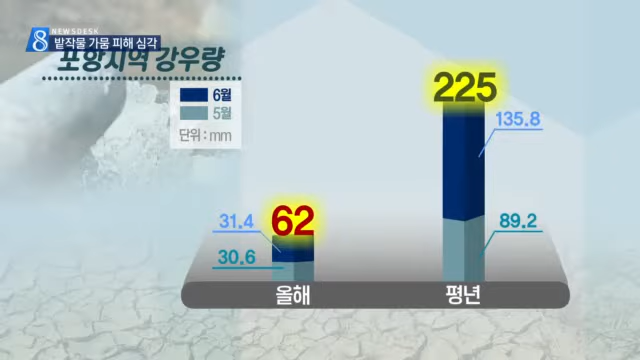 8 NEWSDESK
밭작물 가뭄 피해 심각
포항지역 강우량
6월
5월
단위 : mm
225
135.8
89.2
62
31.4
30.6
올해
평년